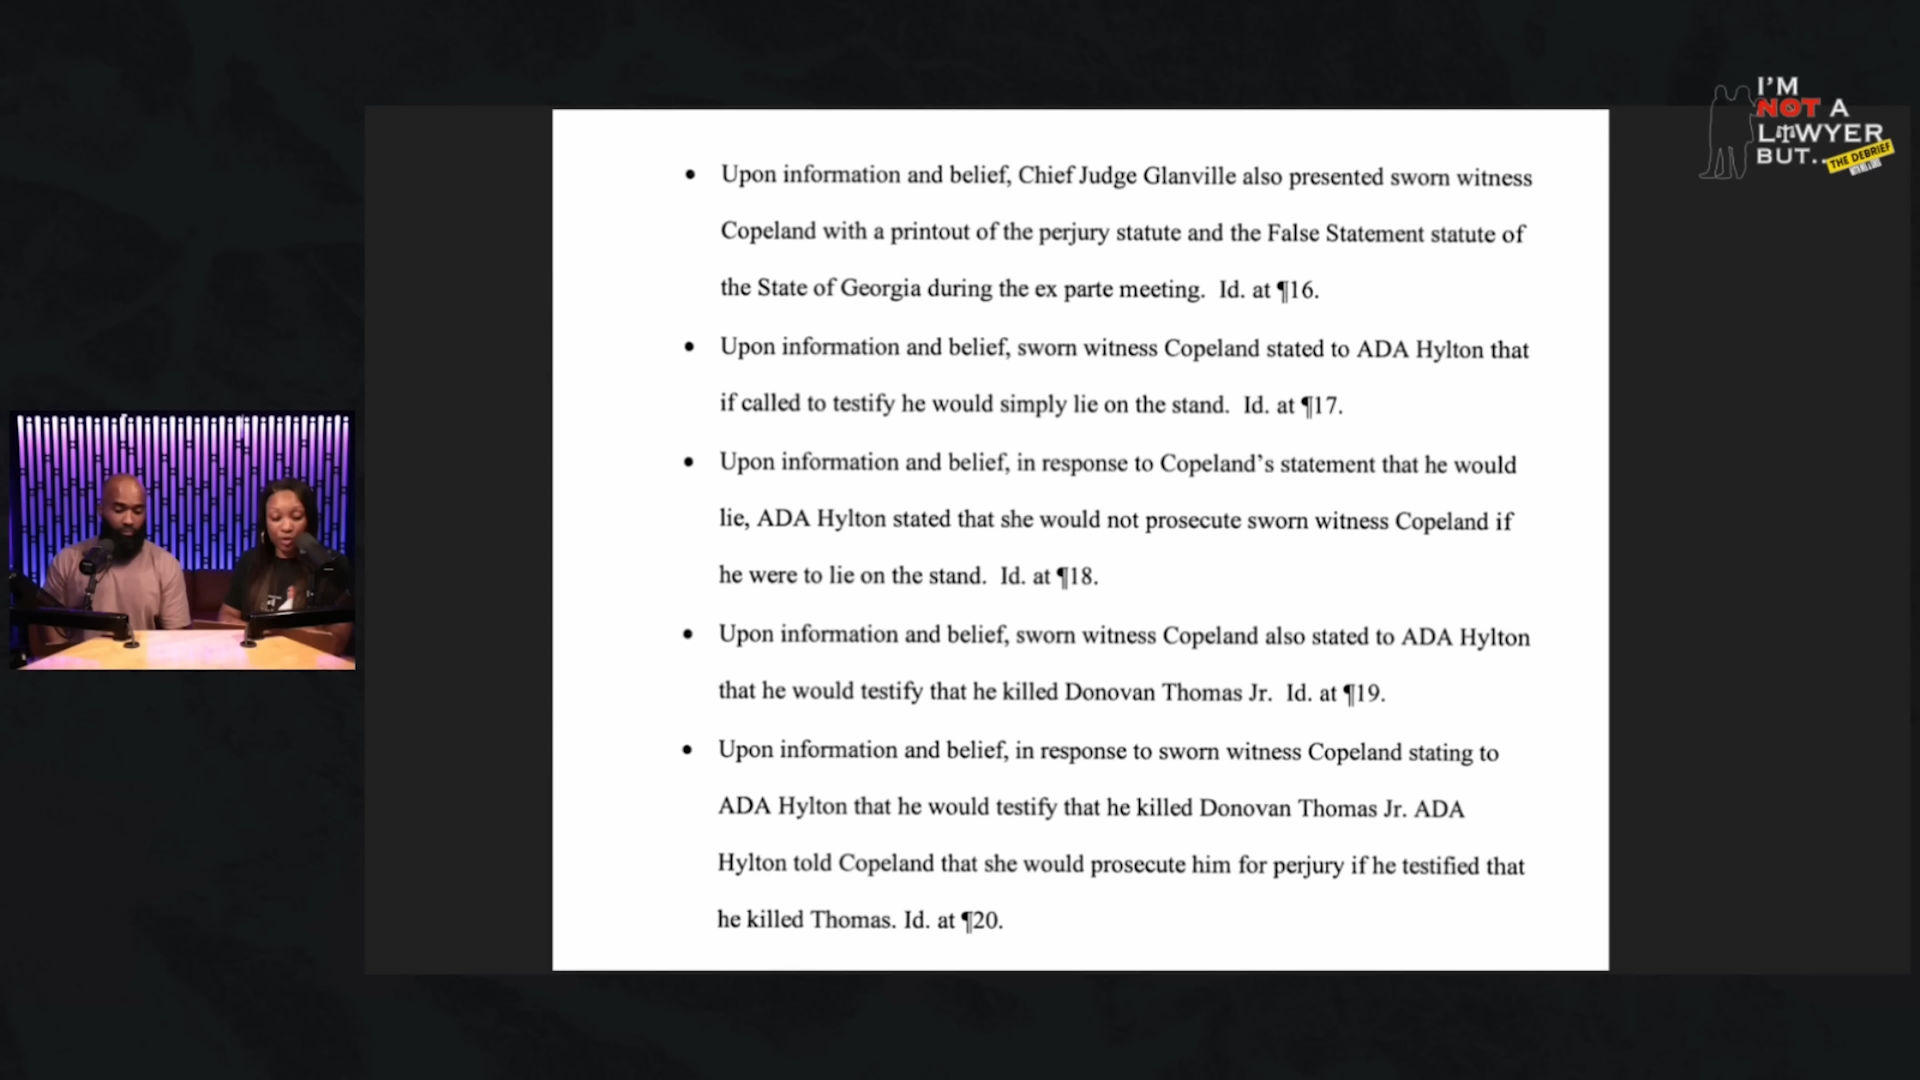 I'M
NOT A
LAWYER
BUT..
THE DEBRIEF
• Upon information and belief, Chief Judge Glanville also presented sworn witness
Copeland with a printout of the perjury statute and the False Statement statute of
the State of Georgia during the ex parte meeting. Id. at ¶16.
• Upon information and belief, sworn witness Copeland stated to ADA Hylton that
if called to testify he would simply lie on the stand. Id. at ¶17.
• Upon information and belief, in response to Copeland’s statement that he would
lie, ADA Hylton stated that she would not prosecute sworn witness Copeland if
he were to lie on the stand. Id. at ¶18.
• Upon information and belief, sworn witness Copeland also stated to ADA Hylton
that he would testify that he killed Donovan Thomas Jr. Id. at ¶19.
• Upon information and belief, in response to sworn witness Copeland stating to
ADA Hylton that he would testify that he killed Donovan Thomas Jr. ADA
Hylton told Copeland that she would prosecute him for perjury if he testified that
he killed Thomas. Id. at ¶20.